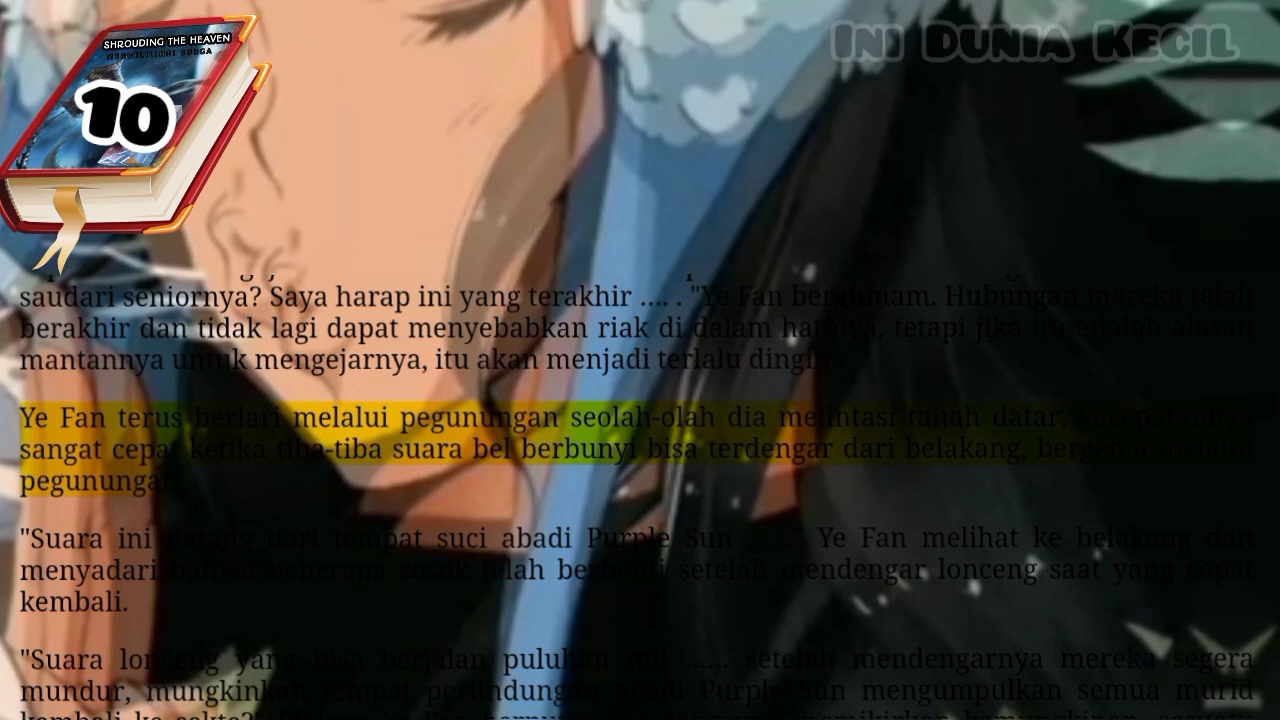 SHROUDING THE HEAVEN
MENYELIMUTI SURGA
10
INI DUNIA KECIL
saudari seniornya? Saya harap ini yang terakhir .... . "Ye Fan bergumam. Hubungan mereka telah
berakhir dan tidak lagi dapat menyebabkan riak di dalam hatinya, tetapi jika itu adalah alasan
mantannya untuk mengejarnya, itu akan menjadi terlalu dingin.
Ye Fan terus berlari melalui pegunungan seolah-olah dia melintasi tanah datar, kecepatannya
sangat cepat ketika tiba-tiba suara bel berbunyi bisa terdengar dari belakang, bergema melalui
pegunungan.
"Suara ini datang dari tempat suci abadi Purple Sun ......" Ye Fan melihat ke belakang dan
menyadari bahwa beberapa sosok telah berhenti setelah mendengar lonceng saat yang cepat
kembali.
"Suara lonceng yang bisa berjalan puluhan mil ...... setelah mendengarnya mereka segera
mundur, mungkinkah tempat perlindungan abadi Purple Sun mengumpulkan semua murid
kembali ke sekte?"